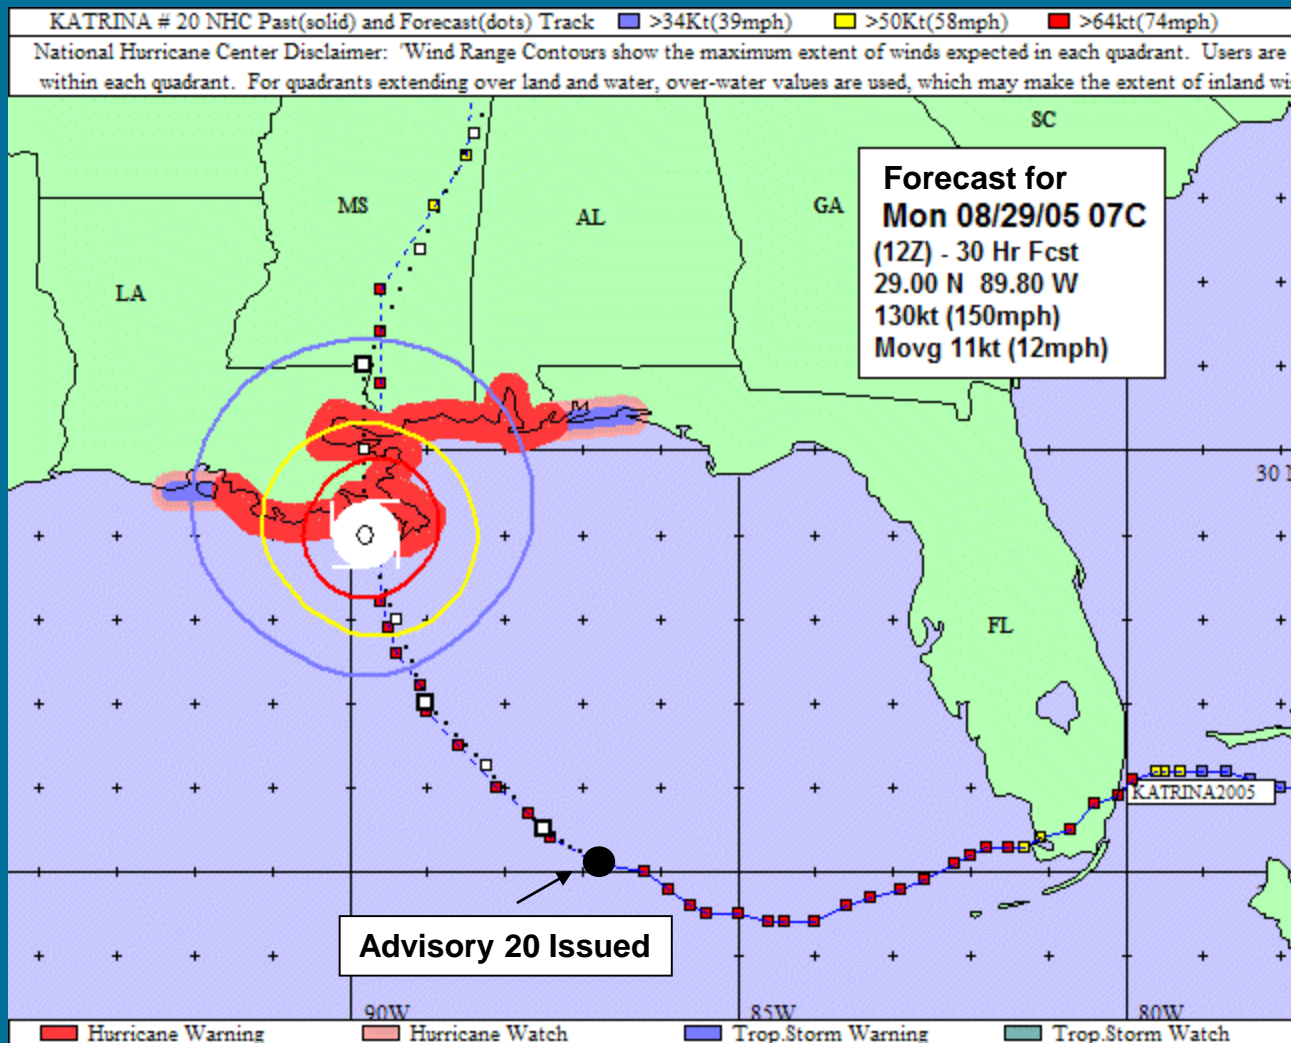 KATRINA # 20 NHC Past(solid) and Forecast(dots) Track >34Kt(39mph) >50Kt(58mph) >64kt(74mph)
National Hurricane Center Disclaimer: 'Wind Range Contours show the maximum extent of winds expected in each quadrant. Users are
within each quadrant. For quadrants extending over land and water, over-water values are used, which may make the extent of inland wi
SC
Forecast for
Mon 08/29/05 07C
(12Z) - 30 Hr Fcst
29.00 N 89.80 W
130kt (150mph)
Movg 11kt (12mph)
MS
AL
GA
LA
30 N
FL
KATRINA2005
Advisory 20 Issued
90W
85W
80W
Hurricane Warning
Hurricane Watch
Trop.Storm Warning
Trop.Storm Watch